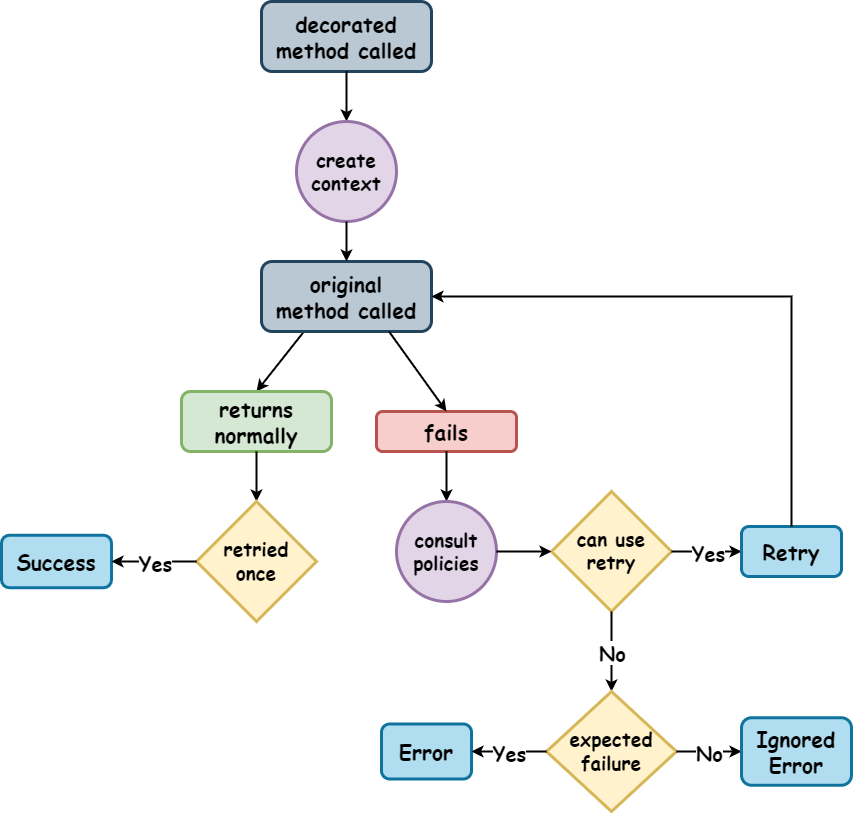 decorated
method called
create
context
original
method called
returns
normally
fails
Success
Yes
retried
once
consult
policies
can use
retry
Yes
Retry
No
Error
Yes
expected
failure
No
Ignored
Error